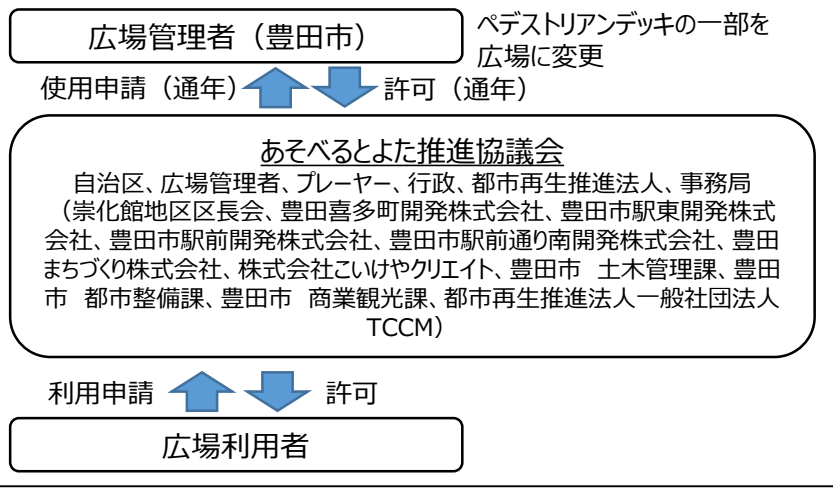 広場管理者（豊田市）
ペデストリアンデッキの一部を
広場に変更
使用申請（通年）
許可（通年）
あそべるとよた推進協議会
自治区、広場管理者、プレーヤー、行政、都市再生推進法人、事務局
（崇化館地区区長会、豊田喜多町開発株式会社、豊田市駅東開発株式
会社、豊田市駅前開発株式会社、豊田市駅前通り南開発株式会社、豊田
まちづくり株式会社、株式会社こいけやクリエイト、豊田市　土木管理課、豊田
市　都市整備課、豊田市　商業観光課、都市再生推進法人一般社団法人
TCCM）
利用申請
許可
広場利用者